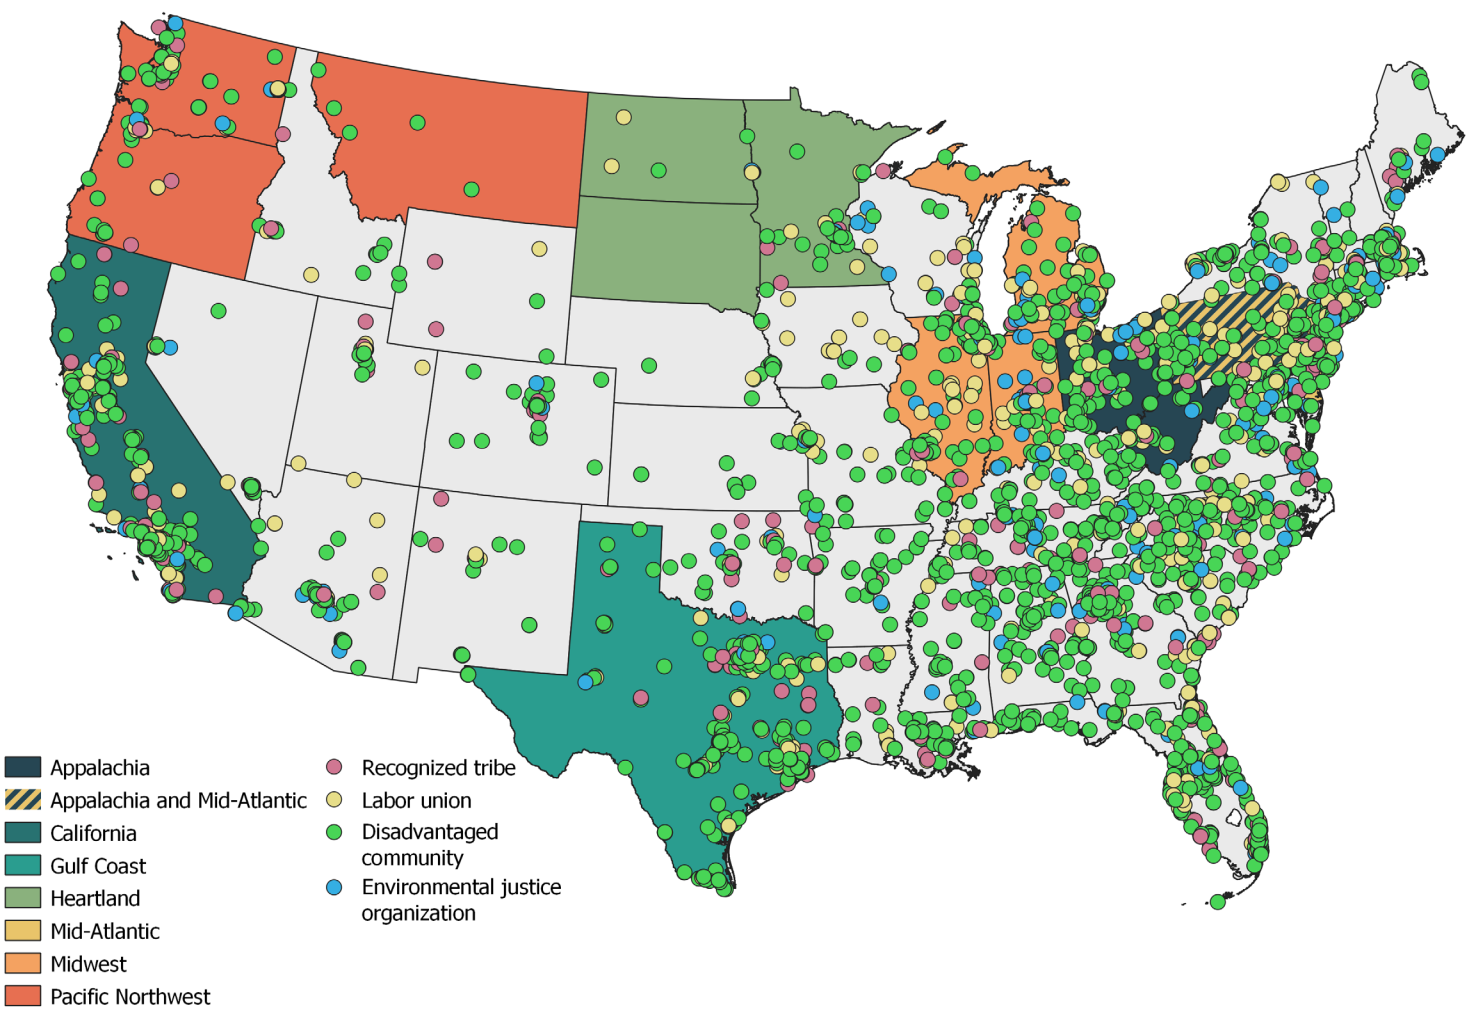 Appalachia
Appalachia and Mid-Atlantic
California
Gulf Coast
Heartland
Mid-Atlantic
Midwest
Pacific Northwest
Recognized tribe
Labor union
Disadvantaged
community
Environmental justice
organization